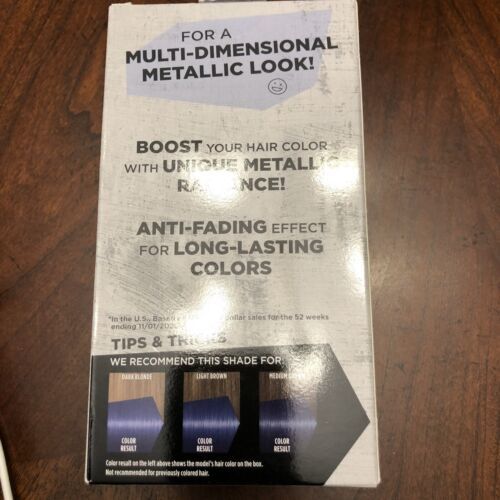 FOR A
MULTI-DIMENSIONAL
METALLIC LOOK!
BOOST YOUR HAIR COLOR
WITH UNIQUE METALLIC
RADIANCE!
ANTI-FADING EFFECT
FOR LONG-LASTING
COLORS
*In the U.S., Based dollar sales for the 52 weeks
ending 11/01/202
TIPS & TRICKS
WE RECOMMEND THIS SHADE FOR:
DARK BLONDE LIGHT BROWN MEDIUM BROWN
COLOR RESULT COLOR RESULT COLOR RESULT
Color result on the left above shows the model's hair color on the box.
Not recommended for previously colored hair.